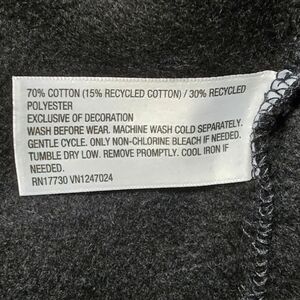 70% COTTON (15% RECYCLED COTTON) / 30% RECYCLED
POLYESTER
EXCLUSIVE OF DECORATION
WASH BEFORE WEAR. MACHINE WASH COLD SEPARATELY.
GENTLE CYCLE. ONLY NON-CHLORINE BLEACH IF NEEDED.
TUMBLE DRY LOW. REMOVE PROMPTLY. COOL IRON IF
NEEDED.
RN17730 VN1247024